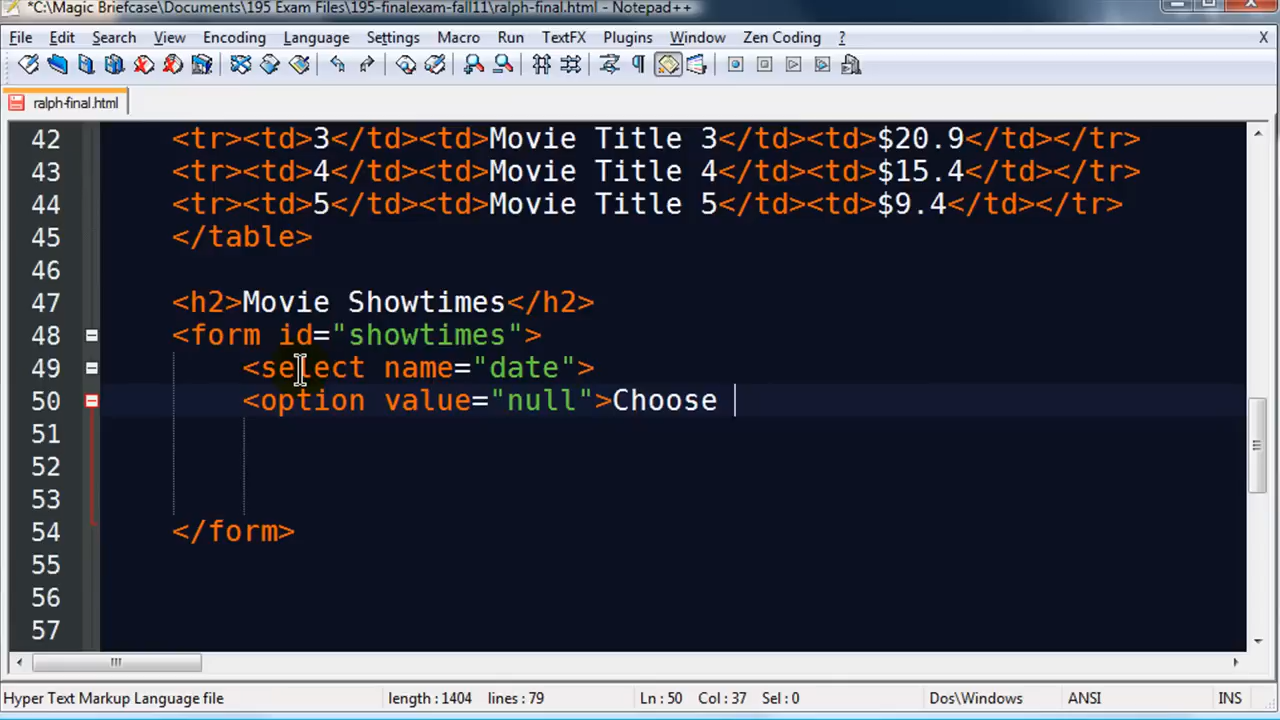 *C:\Magic Briefcase\Documents\195 Exam Files\195-finalexam-fall11\ralph-final.html - Notepad++
File Edit Search View Encoding Language Settings Macro Run TextFX Plugins Window Zen Coding ? X
ralph-final.html
42 <tr><td>3</td><td>Movie Title 3</td><td>$20.9</td></tr>
43 <tr><td>4</td><td>Movie Title 4</td><td>$15.4</td></tr>
44 <tr><td>5</td><td>Movie Title 5</td><td>$9.4</td></tr>
45 </table>
46
47 <h2>Movie Showtimes</h2>
48 <form id="showtimes">
49 <select name="date">
50 <option value="null">Choose
51
52
53
54 </form>
55
56
57
Hyper Text Markup Language file length : 1404 lines : 79 Ln : 50 Col : 37 Sel : 0 Dos\Windows ANSI INS